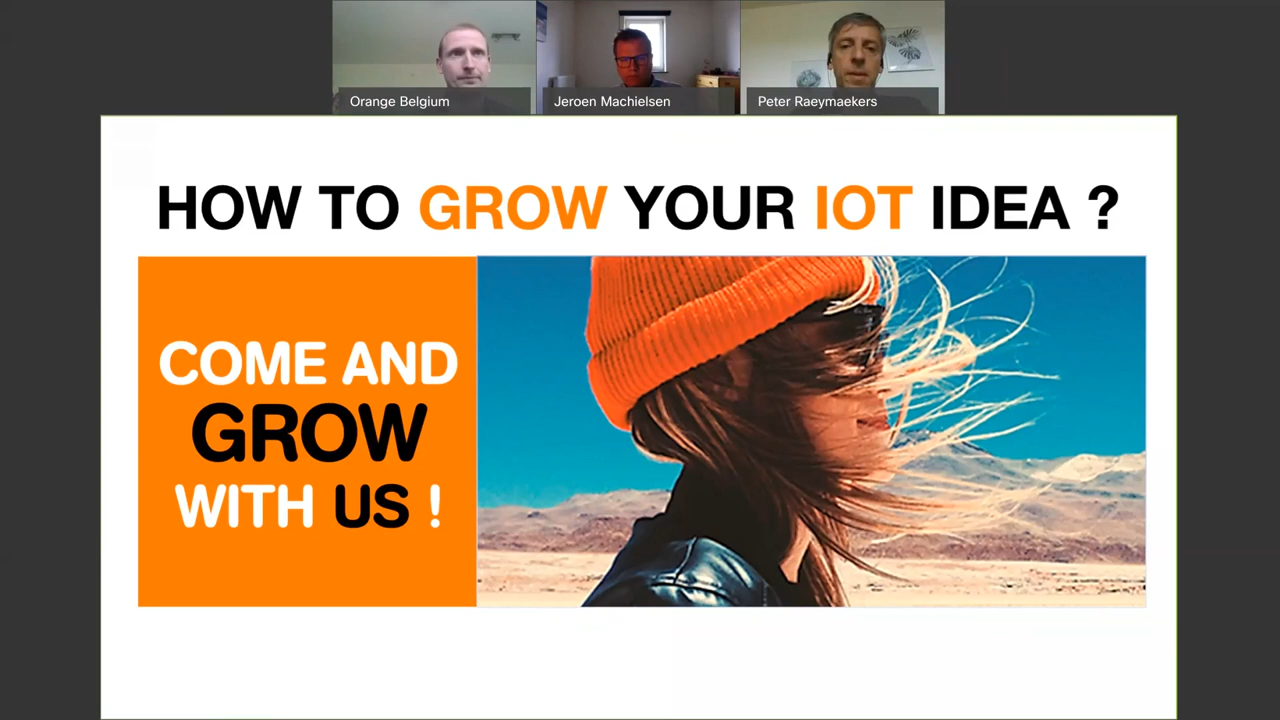 Orange Belgium
Jeroen Machielsen
Peter Raeymaekers
HOW TO GROW YOUR IOT IDEA ?
COME AND
GROW
WITH US !